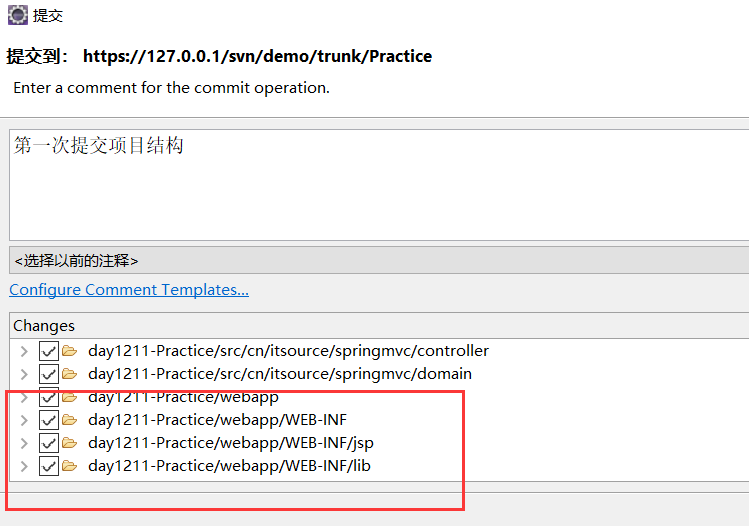 提交
提交到： https://127.0.0.1/svn/demo/trunk/Practice
Enter a comment for the commit operation.
第一次提交项目结构
<选择以前的注释>
Configure Comment Templates...
Changes
day1211-Practice/src/cn/itsource/springmvc/controller
day1211-Practice/src/cn/itsource/springmvc/domain
day1211-Practice/webapp
day1211-Practice/webapp/WEB-INF
day1211-Practice/webapp/WEB-INF/jsp
day1211-Practice/webapp/WEB-INF/lib